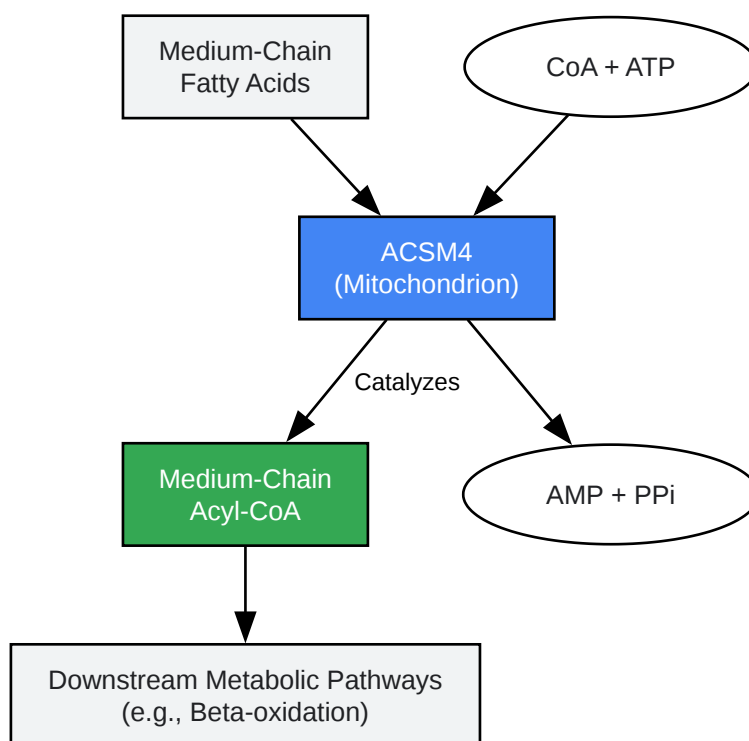 Medium-Chain
Fatty Acids
CoA + ATP
ACSM4
(Mitochondrion)
Catalyzes
Medium-Chain
Acyl-CoA
AMP + PPi
Downstream Metabolic Pathways
(e.g., Beta-oxidation)